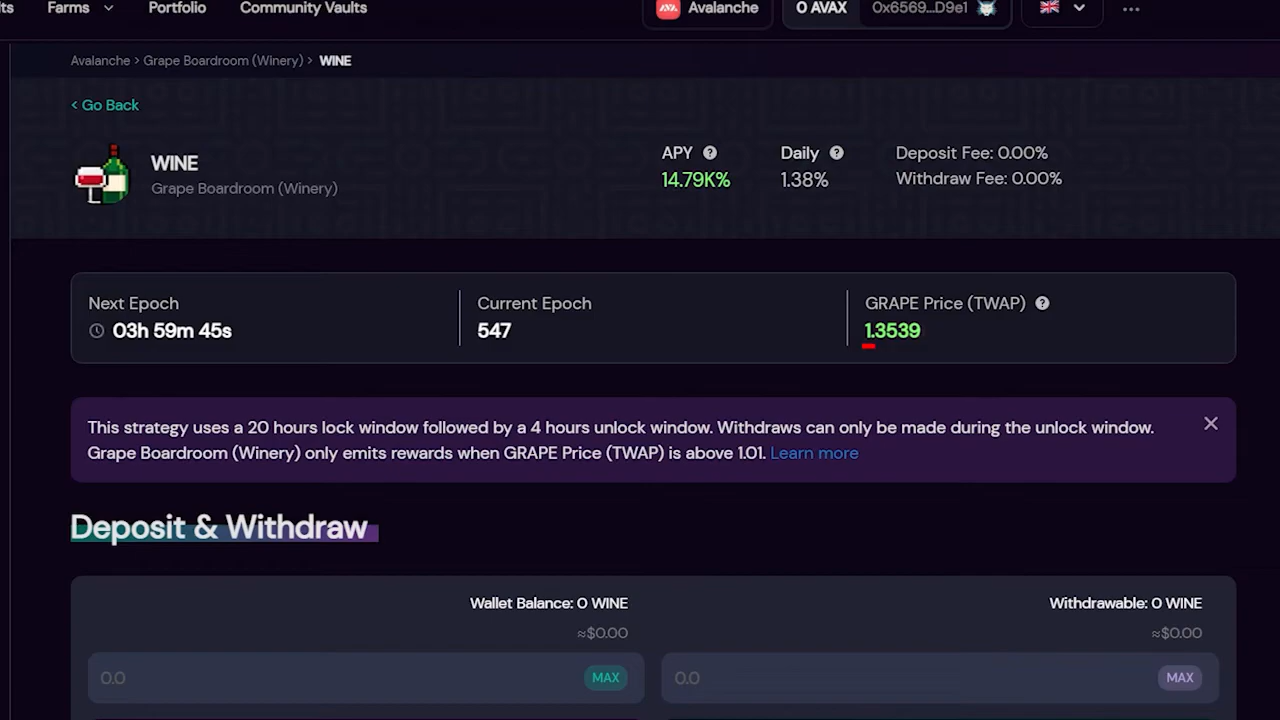 lts Farms Portfolio Community Vaults Avalanche 0 AVAX 0x6569...D9e1
Avalanche > Grape Boardroom (Winery) > WINE
< Go Back
WINE
Grape Boardroom (Winery)
APY ?
14.79K%
Daily ?
1.38%
Deposit Fee: 0.00%
Withdraw Fee: 0.00%
Next Epoch
03h 59m 45s
Current Epoch
547
GRAPE Price (TWAP) ?
1.3539
This strategy uses a 20 hours lock window followed by a 4 hours unlock window. Withdraws can only be made during the unlock window.
Grape Boardroom (Winery) only emits rewards when GRAPE Price (TWAP) is above 1.01. Learn more
Deposit & Withdraw
Wallet Balance: 0 WINE
≈$0.00
0.0 MAX
Withdrawable: 0 WINE
≈$0.00
0.0 MAX